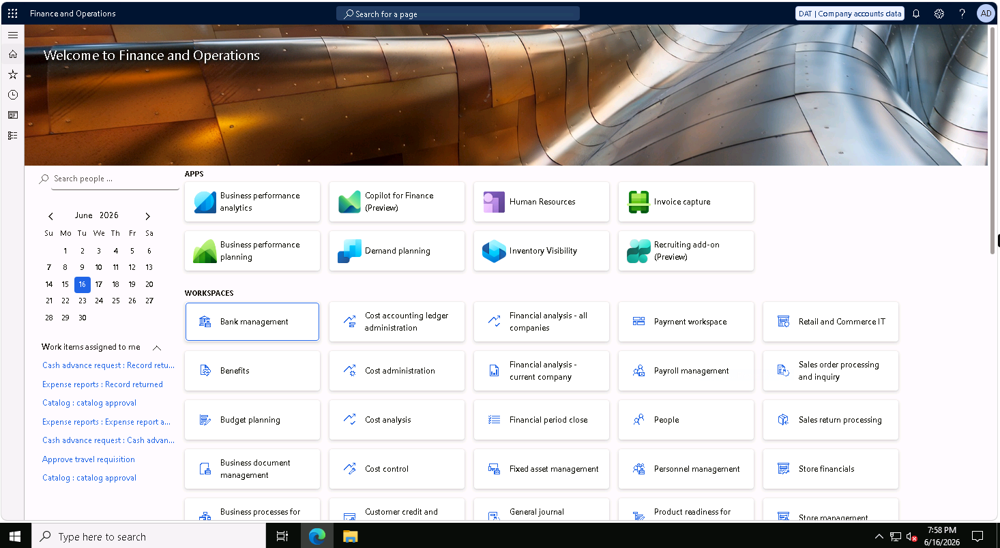 Finance and Operations
Search for a page
DAT | Company accounts data
?
AD
Welcome to Finance and Operations
Search people ...
June 2026
Su Mo Tu We Th Fr Sa
1 2 3 4 5 6
7 8 9 10 11 12 13
14 15 16 17 18 19 20
21 22 23 24 25 26 27
28 29 30
Work items assigned to me
Cash advance request : Record retu...
Expense reports : Record returned
Catalog : catalog approval
Expense reports : Expense report a...
Cash advance request : Cash advan...
Approve travel requisition
Catalog : catalog approval
APPS
Business performance
analytics
Copilot for Finance
(Preview)
Human Resources
Invoice capture
Business performance
planning
Demand planning
Inventory Visibility
Recruiting add-on
(Preview)
WORKSPACES
Bank management
Cost accounting ledger
administration
Financial analysis - all
companies
Payment workspace
Retail and Commerce IT
Benefits
Cost administration
Financial analysis -
current company
Payroll management
Sales order processing
and inquiry
Budget planning
Cost analysis
Financial period close
People
Sales return processing
Business document
management
Cost control
Fixed asset management
Personnel management
Store financials
Business processes for
Customer credit and
General journal
Product readiness for
Store management
Type here to search
7:58 PM
6/16/2026